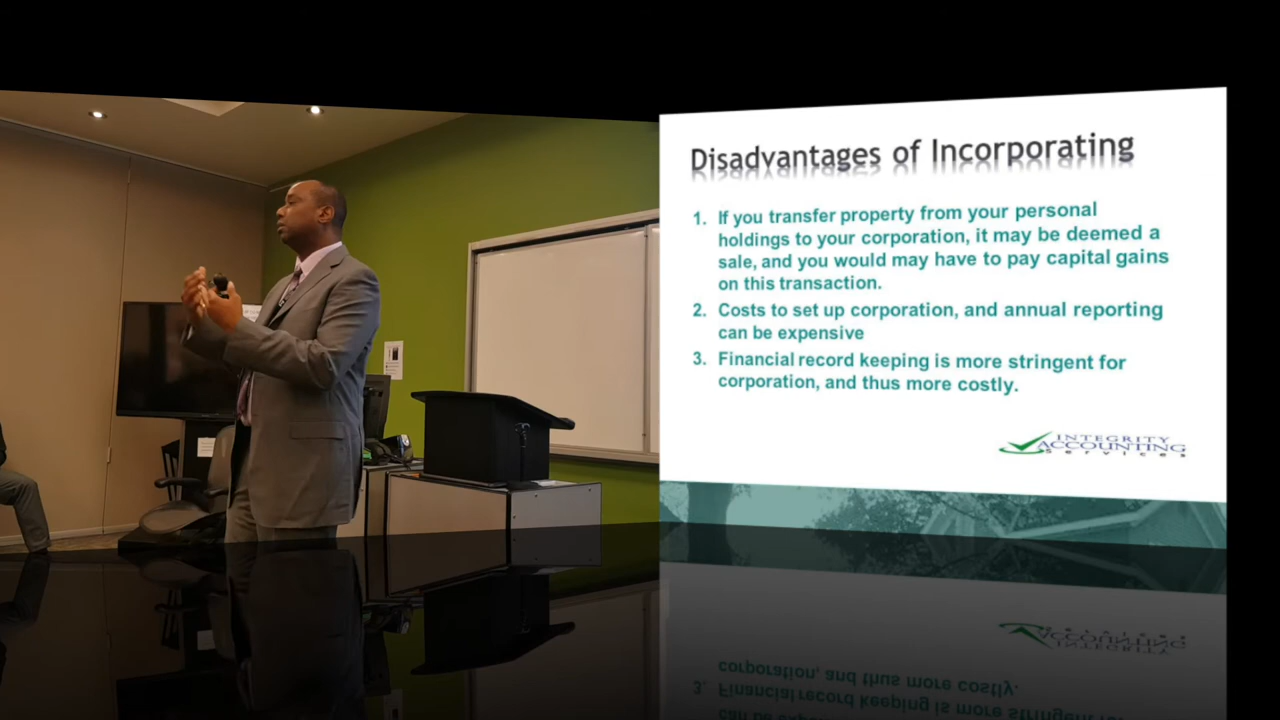 Disadvantages of Incorporating
1. If you transfer property from your personal
holdings to your corporation, it may be deemed a
sale, and you would may have to pay capital gains
on this transaction.
2. Costs to set up corporation, and annual reporting
can be expensive
3. Financial record keeping is more stringent for
corporation, and thus more costly.
INTEGRITY
ACCOUNTING
Services